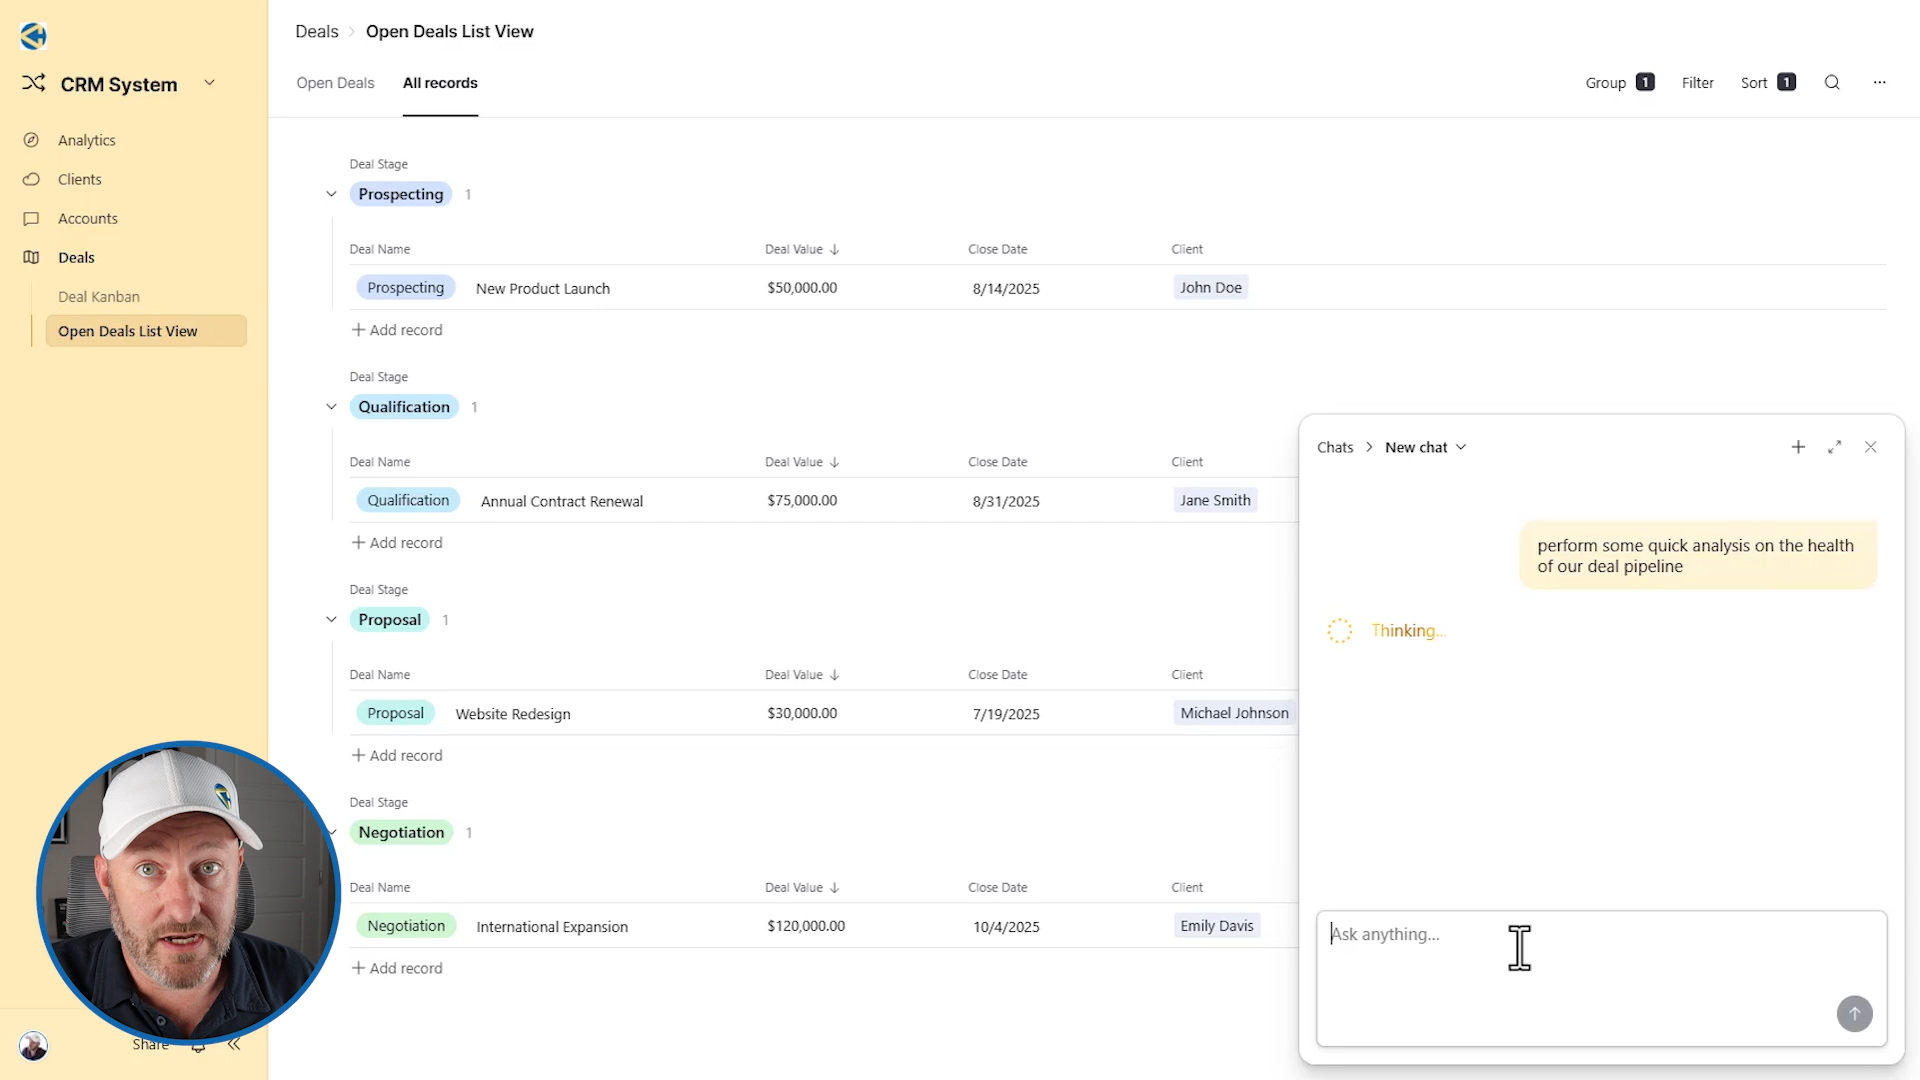 CRM System
Analytics
Clients
Accounts
Deals
Deal Kanban
Open Deals List View
Share
Deals > Open Deals List View
Open Deals All records
Group 1 Filter Sort 1
Deal Stage
Prospecting 1
Deal Name Deal Value ↓ Close Date Client
Prospecting New Product Launch $50,000.00 8/14/2025 John Doe
+ Add record
Deal Stage
Qualification 1
Deal Name Deal Value ↓ Close Date Client
Qualification Annual Contract Renewal $75,000.00 8/31/2025 Jane Smith
+ Add record
Deal Stage
Proposal 1
Deal Name Deal Value ↓ Close Date Client
Proposal Website Redesign $30,000.00 7/19/2025 Michael Johnson
+ Add record
Deal Stage
Negotiation 1
Deal Name Deal Value ↓ Close Date Client
Negotiation International Expansion $120,000.00 10/4/2025 Emily Davis
+ Add record
Chats > New chat
perform some quick analysis on the health
of our deal pipeline
Thinking...
Ask anything...